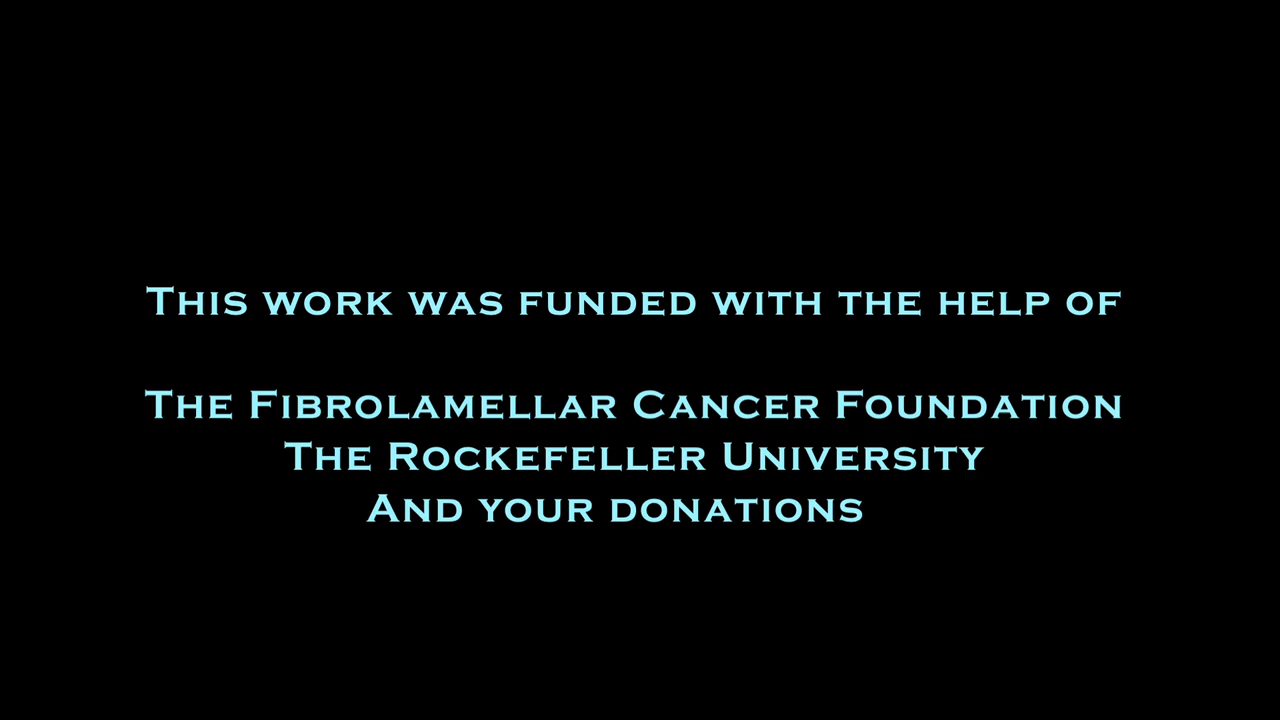 This work was funded with the help of
The Fibrolamellar Cancer Foundation
The Rockefeller University
And your donations